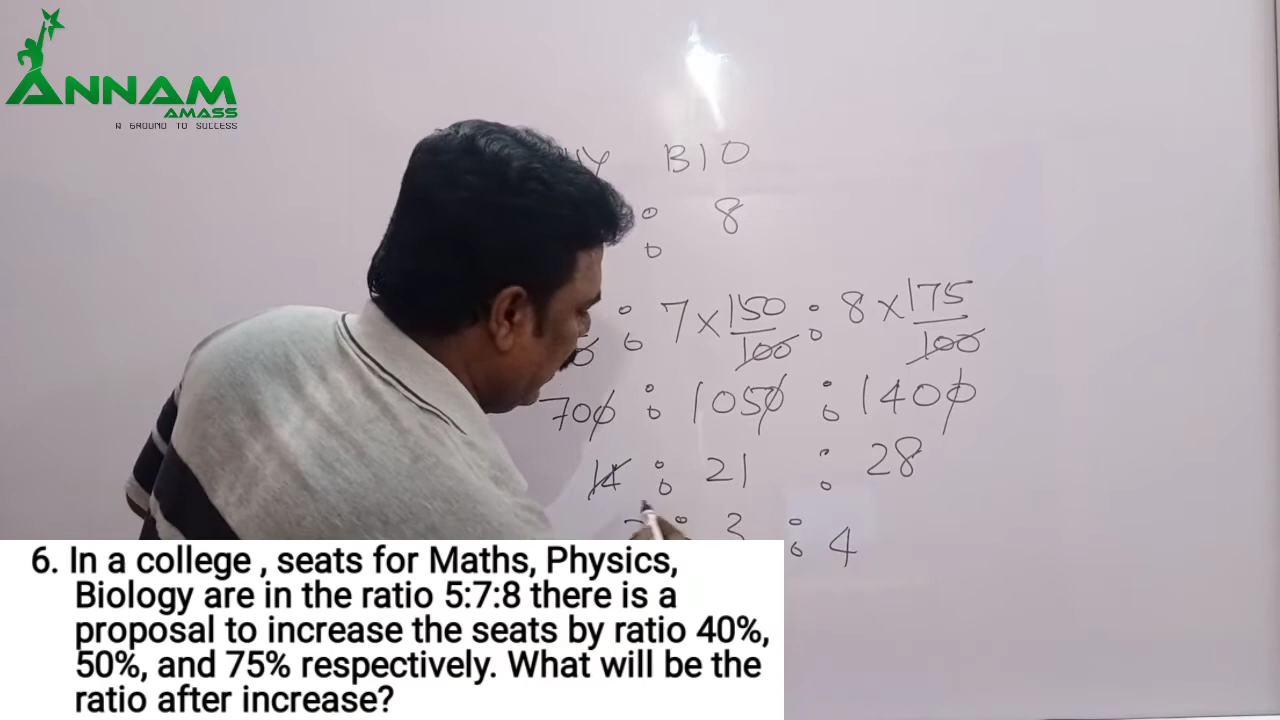 ANNAM
AMASS
A GROUND TO SUCCESS
BIO
: 8
: 7 × 150/100 : 8 × 175/100
700 : 1050 : 1400
14 : 21 : 28
: 3 : 4
6. In a college , seats for Maths, Physics,
Biology are in the ratio 5:7:8 there is a
proposal to increase the seats by ratio 40%,
50%, and 75% respectively. What will be the
ratio after increase?